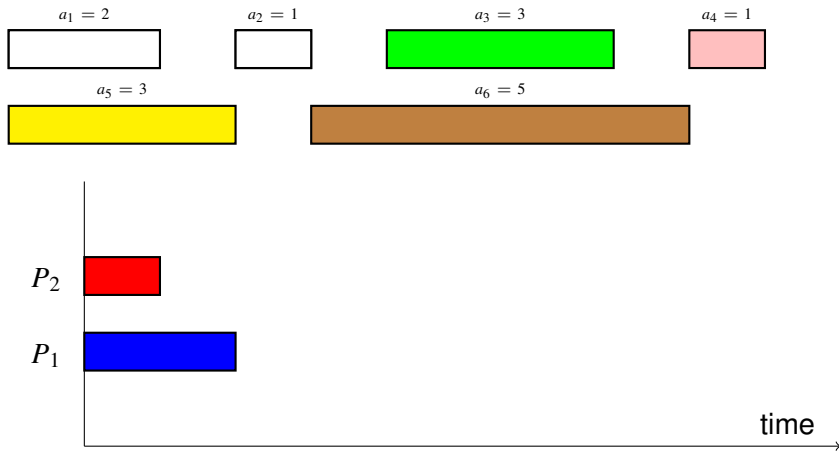 a₁ = 2 a₂ = 1 a₃ = 3 a₄ = 1
a₅ = 3 a₆ = 5
P₂
P₁
time